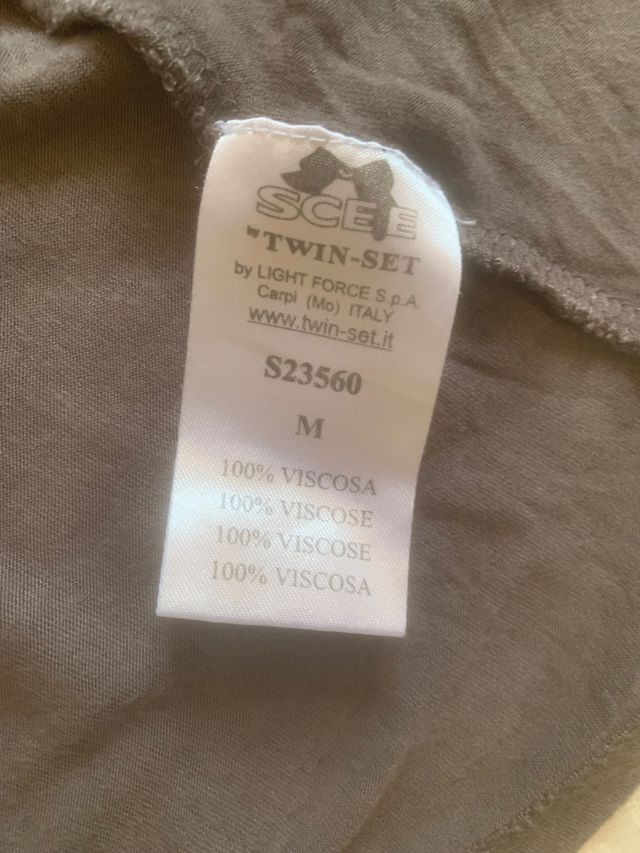 SCEE
"TWIN-SET
by LIGHT FORCE S.p.A.
Carpi (Mo) ITALY
www.twin-set.it
S23560
M
100% VISCOSA
100% VISCOSE
100% VISCOSE
100% VISCOSA